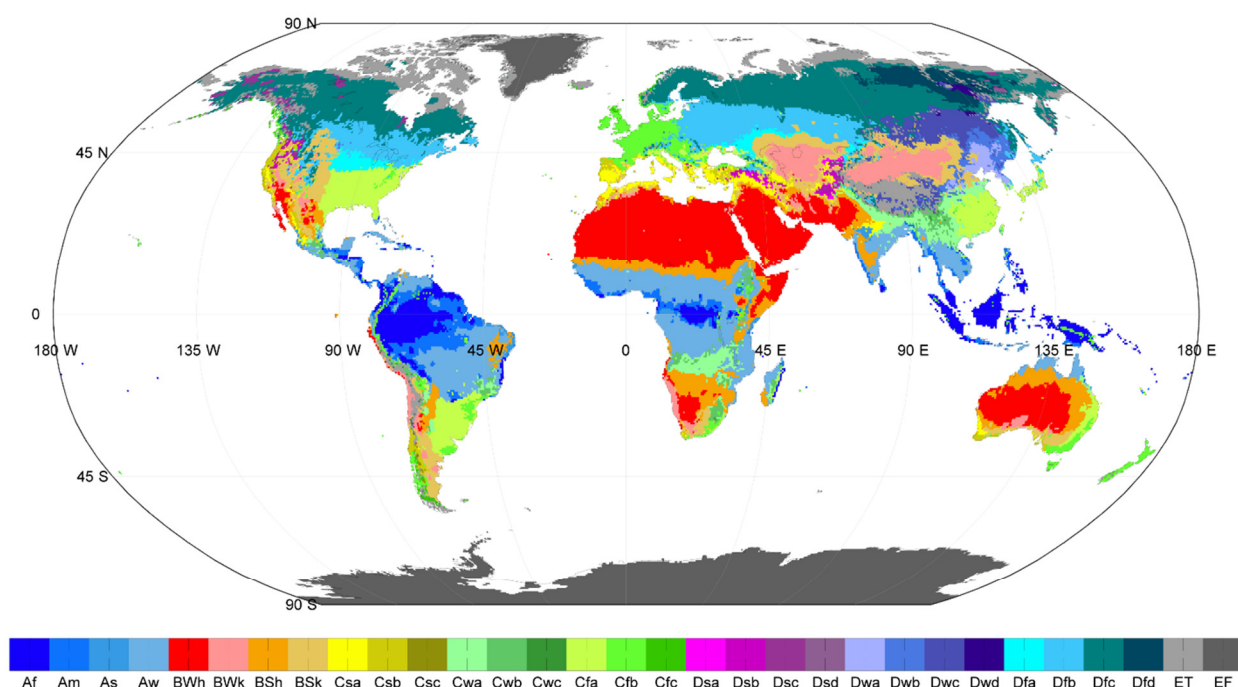 90 N
45 N
0
180 W 135 W 90 W 45 W 0 45 E 90 E 135 E 180 E
45 S
90 S
Af Am As Aw BWh BWk BSh BSk Csa Csb Csc Cwa Cwb Cwc Cfa Cfb Cfc Dsa Dsb Dsc Dsd Dwa Dwb Dwc Dwd Dfa Dfb Dfc Dfd ET EF